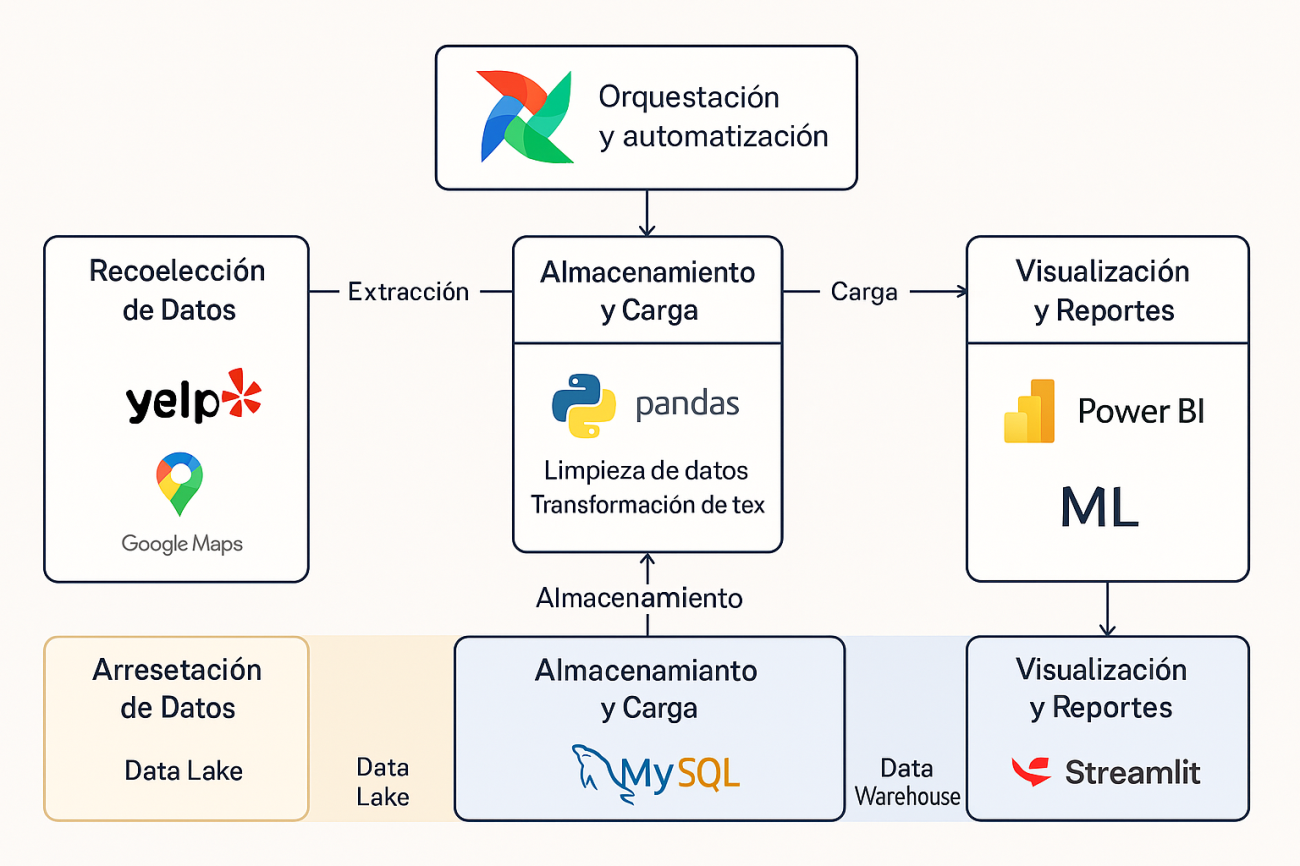 Orquestación
y automatización
Recoelección
de Datos
yelp
Google Maps
Extracción
Almacenamiento
y Carga
pandas
Limpieza de datos
Transformación de tex
Carga
Visualización
y Reportes
Power BI
ML
Almacenamiento
Arresetación
de Datos
Data Lake
Data
Lake
Almacenamianto
y Carga
MySQL
Data
Warehouse
Visualización
y Reportes
Streamlit